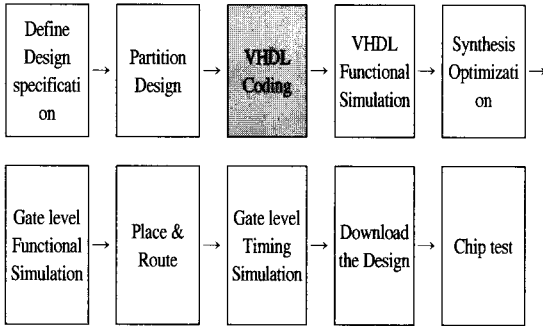 Define
Design
specificati
on
→
Partition
Design
→
VHDL
Coding
→
VHDL
Functional
Simulation
→
Synthesis
Optimizati
on
→
Gate level
Functional
Simulation
→
Place &
Route
→
Gate level
Timing
Simulation
→
Download
the Design
→
Chip test